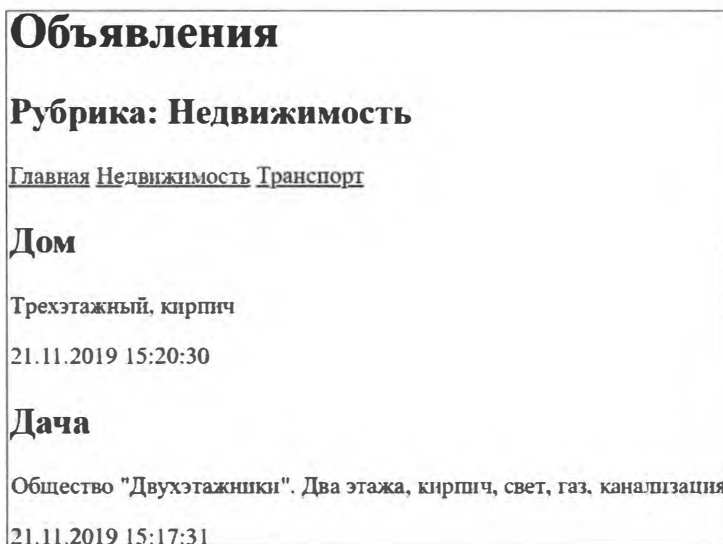 Объявления
Рубрика: Недвижимость
Главная Недвижимость Транспорт
Дом
Трехэтажный, кирпич
21.11.2019 15:20:30
Дача
Общество "Двухэтажники". Два этажа, кирпич, свет, газ, канализация
21.11.2019 15:17:31